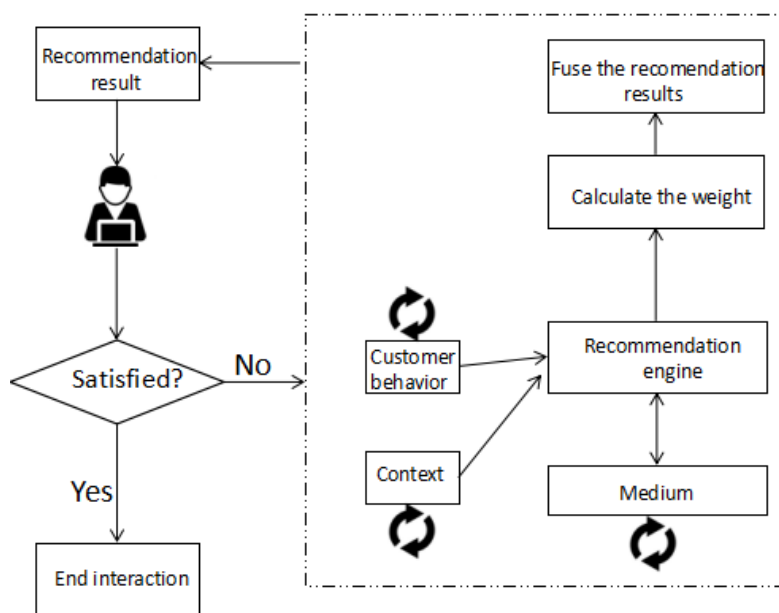 Recommendation
result
Satisfied?
No
Yes
End interaction
Fuse the recomendation
results
Calculate the weight
Customer
behavior
Recommendation
engine
Context
Medium